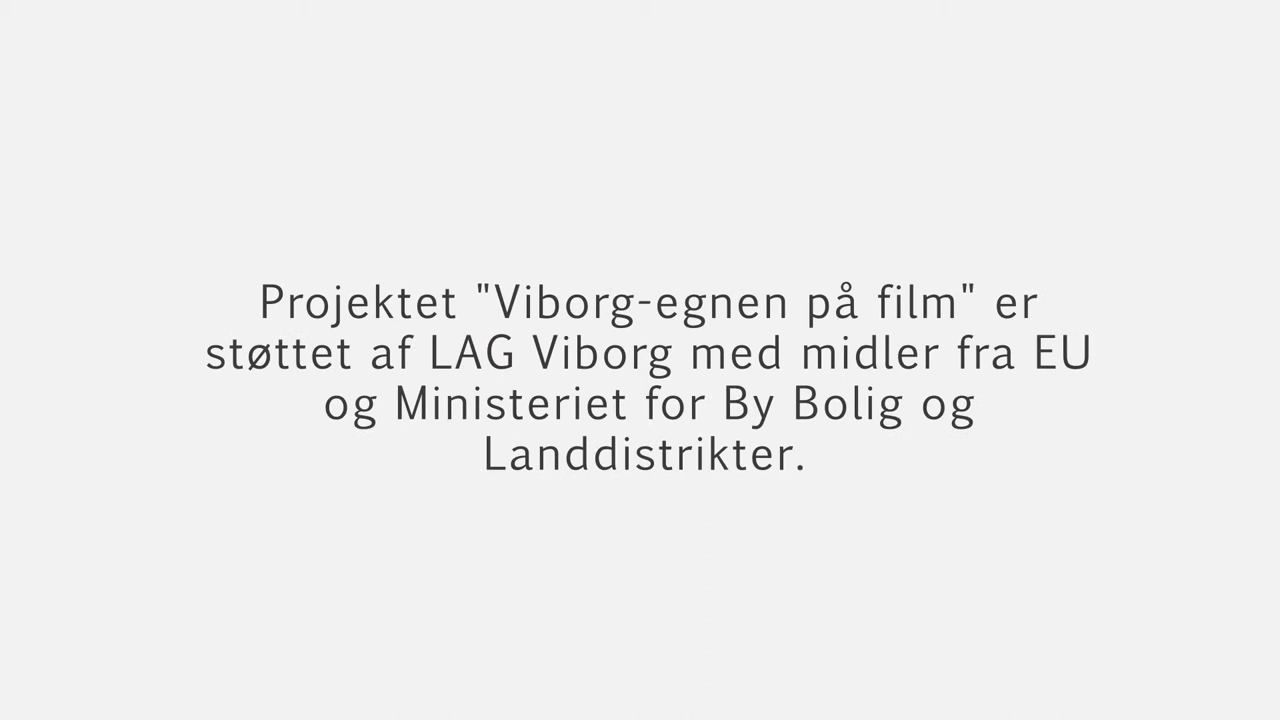 Projektet "Viborg-egnen på film" er
støttet af LAG Viborg med midler fra EU
og Ministeriet for By Bolig og
Landdistrikter.